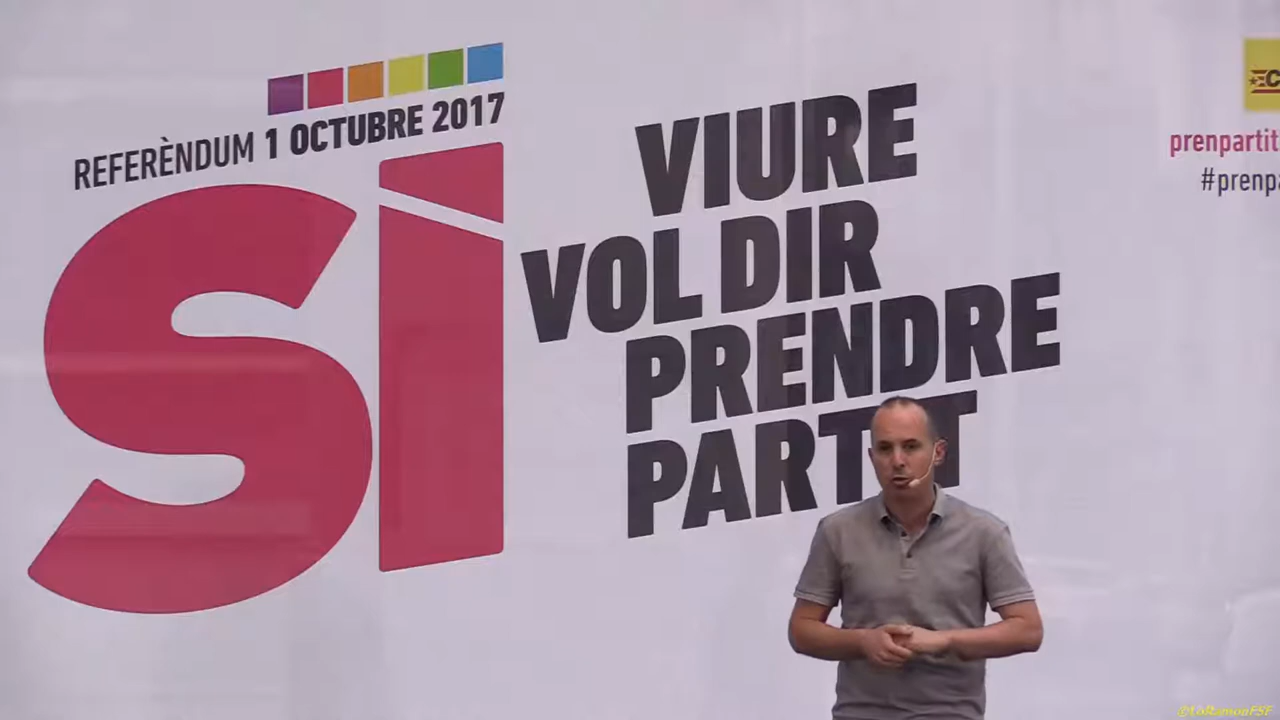 REFERÈNDUM 1 OCTUBRE 2017
SÍ
VIURE
VOL DIR
PRENDRE
PARTIT
prenpartit
#prenpa